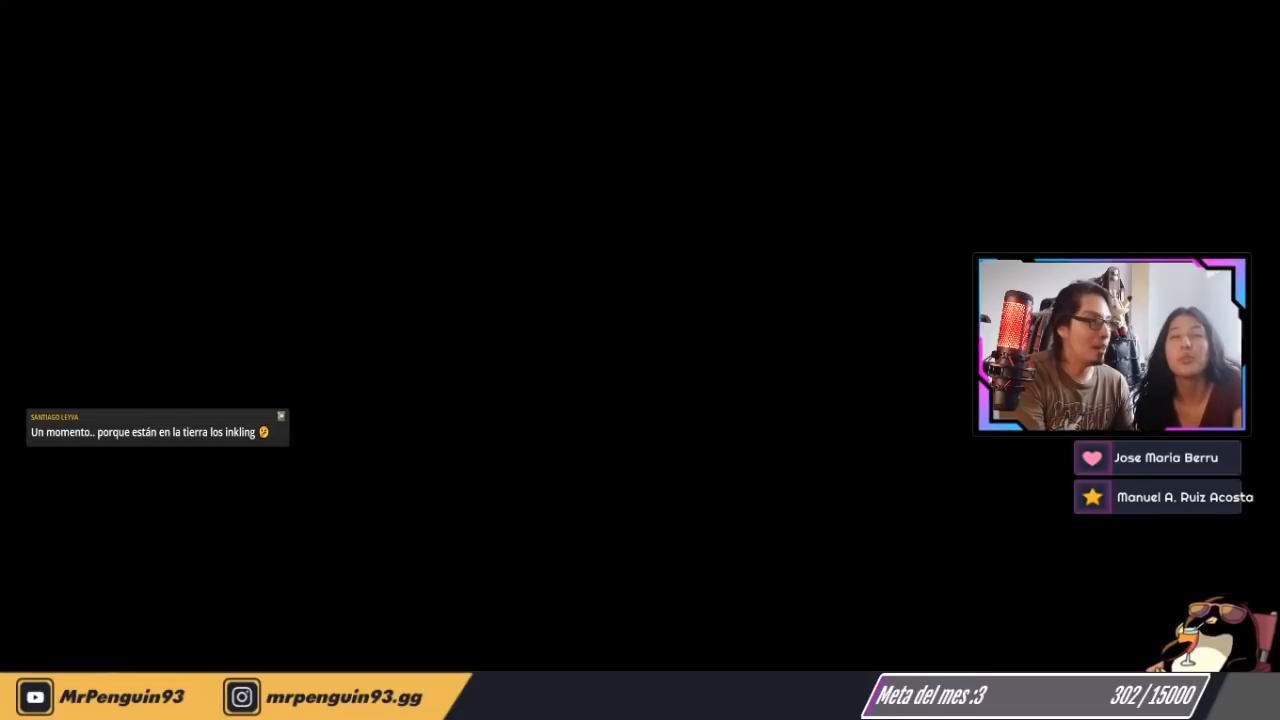 SANTIAGO LEYVA
Un momento.. porque están en la tierra los inkling 🤔
Jose Maria Berru
Manuel A. Ruiz Acosta
MrPenguin93
mrpenguin93.gg
Meta del mes :3
302/15000